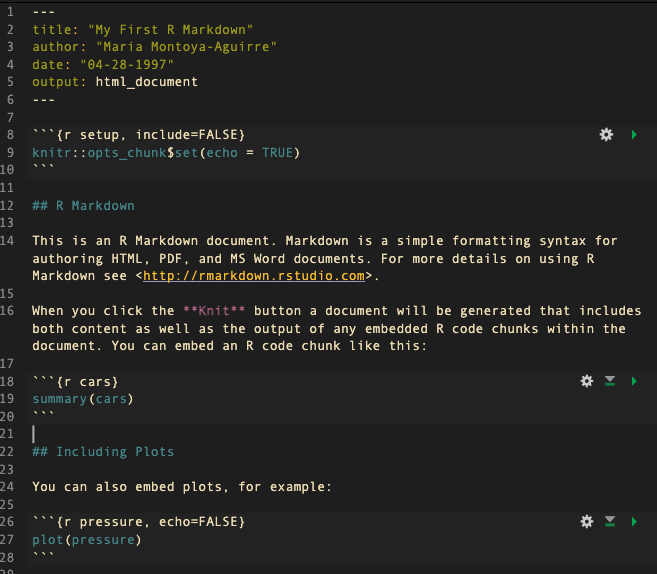 1 ---
2 title: "My First R Markdown"
3 author: "Maria Montoya-Aguirre"
4 date: "04-28-1997"
5 output: html_document
6 ---
7
8 ```{r setup, include=FALSE}
9 knitr::opts_chunk$set(echo = TRUE)
10 ```
11
12 ## R Markdown
13
14 This is an R Markdown document. Markdown is a simple formatting syntax for
authoring HTML, PDF, and MS Word documents. For more details on using R
Markdown see <http://rmarkdown.rstudio.com>.
15
16 When you click the **Knit** button a document will be generated that includes
both content as well as the output of any embedded R code chunks within the
document. You can embed an R code chunk like this:
17
18 ```{r cars}
19 summary(cars)
20 ```
21
22 ## Including Plots
23
24 You can also embed plots, for example:
25
26 ```{r pressure, echo=FALSE}
27 plot(pressure)
28 ```